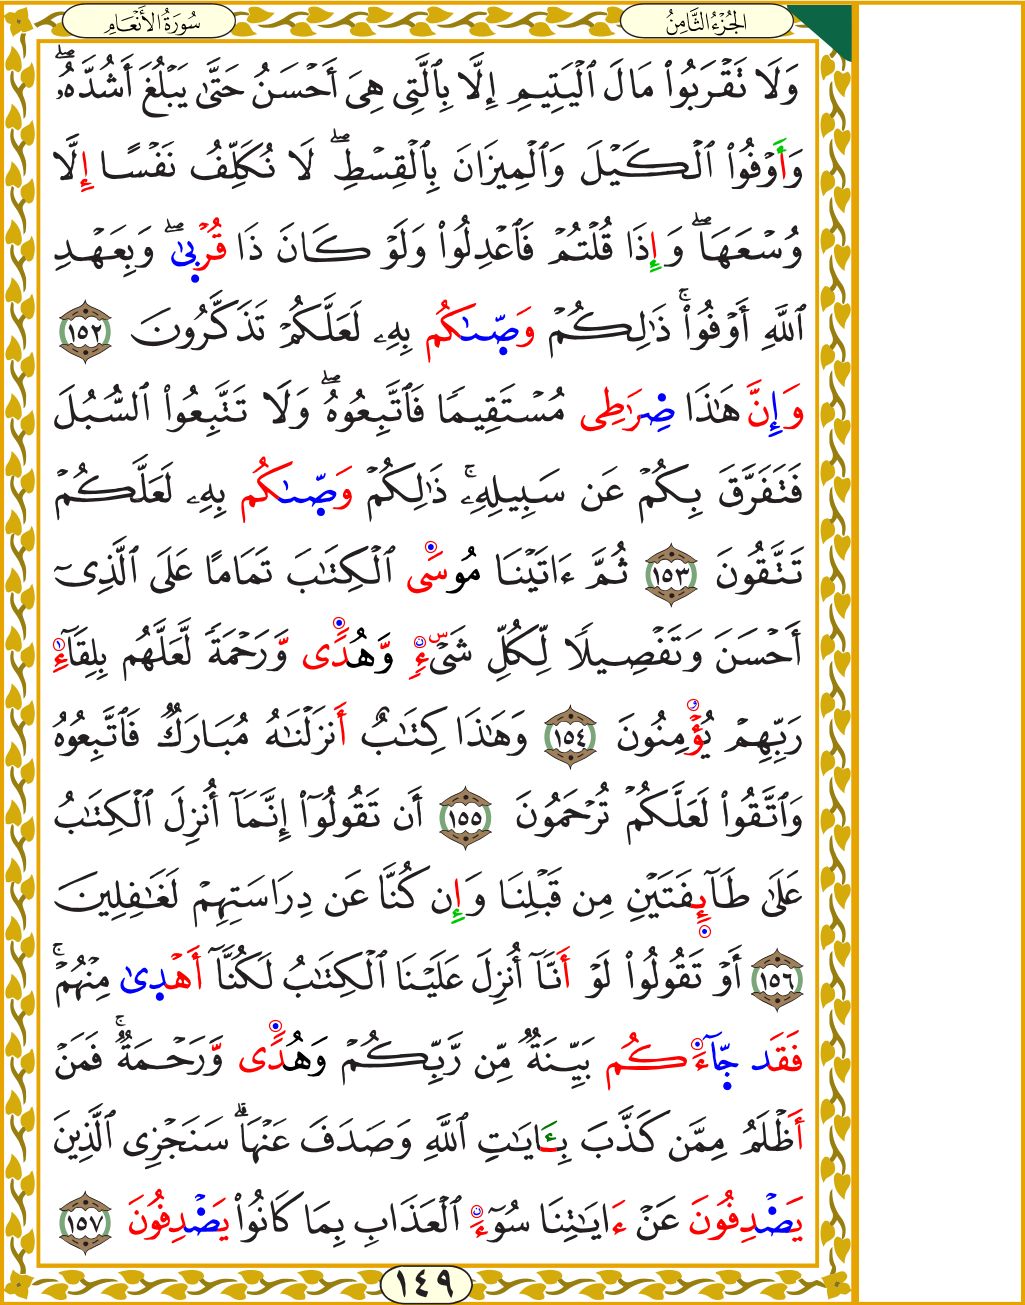 الجُزْءُ الثَّامِنُ
سُورَةُ الأَنْعَامِ
وَلَا تَقْرَبُوا۟ مَالَ ٱلْيَتِيمِ إِلَّا بِٱلَّتِى هِىَ أَحْسَنُ حَتَّىٰ يَبْلُغَ أَشُدَّهُۥۖ
وَأَوْفُوا۟ ٱلْكَيْلَ وَٱلْمِيزَانَ بِٱلْقِسْطِۖ لَا نُكَلِّفُ نَفْسًا إِلَّا
وُسْعَهَاۖ وَإِذَا قُلْتُمْ فَٱعْدِلُوا۟ وَلَوْ كَانَ ذَا قُرْبَىٰۖ وَبِعَهْدِ
ٱللَّهِ أَوْفُوا۟ۚ ذَٰلِكُمْ وَصَّىٰكُم بِهِۦ لَعَلَّكُمْ تَذَكَّرُونَ ١٥٢
وَإِنَّ هَٰذَا صِرَٰطِى مُسْتَقِيمًا فَٱتَّبِعُوهُۖ وَلَا تَتَّبِعُوا۟ ٱلسُّبُلَ
فَتَفَرَّقَ بِكُمْ عَن سَبِيلِهِۦۚ ذَٰلِكُمْ وَصَّىٰكُم بِهِۦ لَعَلَّكُمْ
تَتَّقُونَ ١٥٣ ثُمَّ ءَاتَيْنَا مُوسَى ٱلْكِتَٰبَ تَمَامًا عَلَى ٱلَّذِىٓ
أَحْسَنَ وَتَفْصِيلًا لِّكُلِّ شَىْءٍ وَهُدًى وَرَحْمَةً لَّعَلَّهُم بِلِقَآءِ
رَبِّهِمْ يُؤْمِنُونَ ١٥٤ وَهَٰذَا كِتَٰبٌ أَنزَلْنَٰهُ مُبَارَكٌ فَٱتَّبِعُوهُ
وَٱتَّقُوا۟ لَعَلَّكُمْ تُرْحَمُونَ ١٥٥ أَن تَقُولُوٓا۟ إِنَّمَآ أُنزِلَ ٱلْكِتَٰبُ
عَلَىٰ طَآئِفَتَيْنِ مِن قَبْلِنَا وَإِن كُنَّا عَن دِرَاسَتِهِمْ لَغَٰفِلِينَ
١٥٦ أَوْ تَقُولُوا۟ لَوْ أَنَّآ أُنزِلَ عَلَيْنَا ٱلْكِتَٰبُ لَكُنَّآ أَهْدَىٰ مِنْهُمْۚ
فَقَد جَّآءَكُم بَيِّنَةٌ مِّن رَّبِّكُمْ وَهُدًى وَرَحْمَةٌۚ فَمَنْ
أَظْلَمُ مِمَّن كَذَّبَ بِـَٔايَٰتِ ٱللَّهِ وَصَدَفَ عَنْهَاۗ سَنَجْزِى ٱلَّذِينَ
يَصْدِفُونَ عَنْ ءَايَٰتِنَا سُوٓءَ ٱلْعَذَابِ بِمَا كَانُوا۟ يَصْدِفُونَ ١٥٧
١٤٩